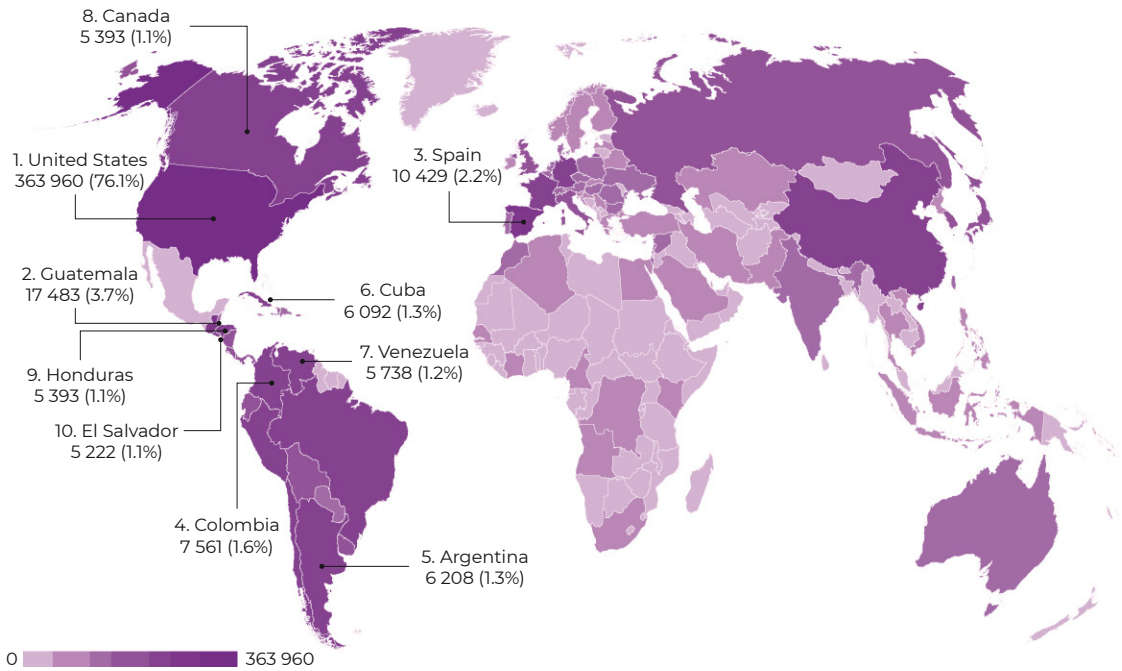 8. Canada
5 393 (1.1%)
1. United States
363 960 (76.1%)
3. Spain
10 429 (2.2%)
2. Guatemala
17 483 (3.7%)
6. Cuba
6 092 (1.3%)
7. Venezuela
5 738 (1.2%)
9. Honduras
5 393 (1.1%)
10. El Salvador
5 222 (1.1%)
4. Colombia
7 561 (1.6%)
5. Argentina
6 208 (1.3%)
0 363 960